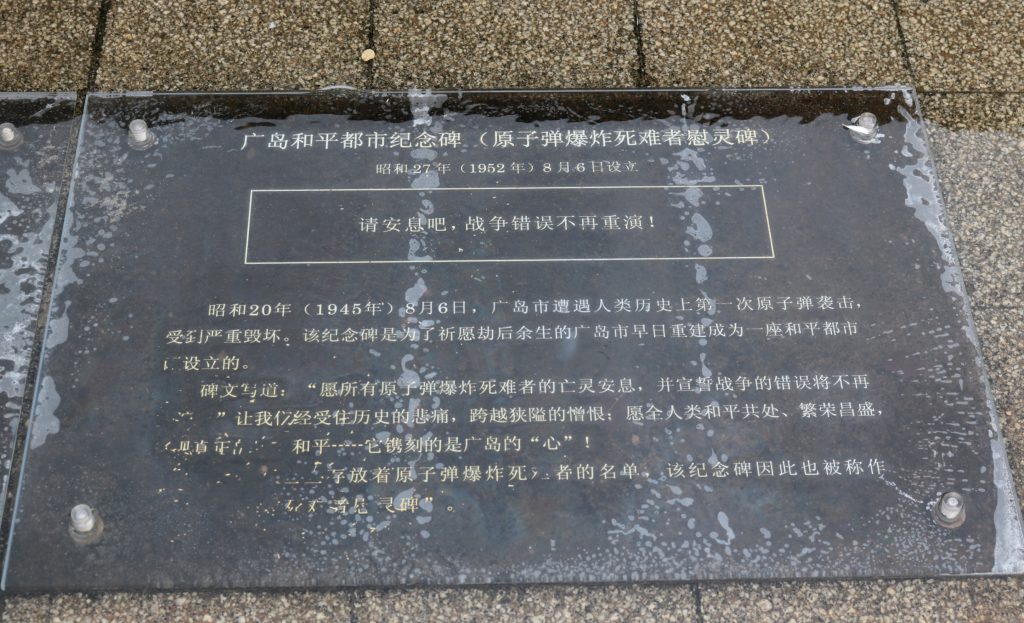 广岛和平都市纪念碑（原子弹爆炸死难者慰灵碑）
昭和27年（1952年）8月6日设立
请安息吧，战争错误不再重演！
昭和20年（1945年）8月6日，广岛市遭遇人类历史上第一次原子弹袭击，
受到严重毁坏。该纪念碑是为了祈愿劫后余生的广岛市早日重建成为一座和平都市
设立的。
碑文写道：“愿所有原子弹爆炸死难者的亡灵安息，并宣誓战争的错误将不再
”让我们经受住历史的悲痛，跨越狭隘的憎恨；愿全人类和平共处、繁荣昌盛，
和平……它镌刻的是广岛的“心”！
存放着原子弹爆炸死难者的名单，该纪念碑因此也被称作
灵碑”。